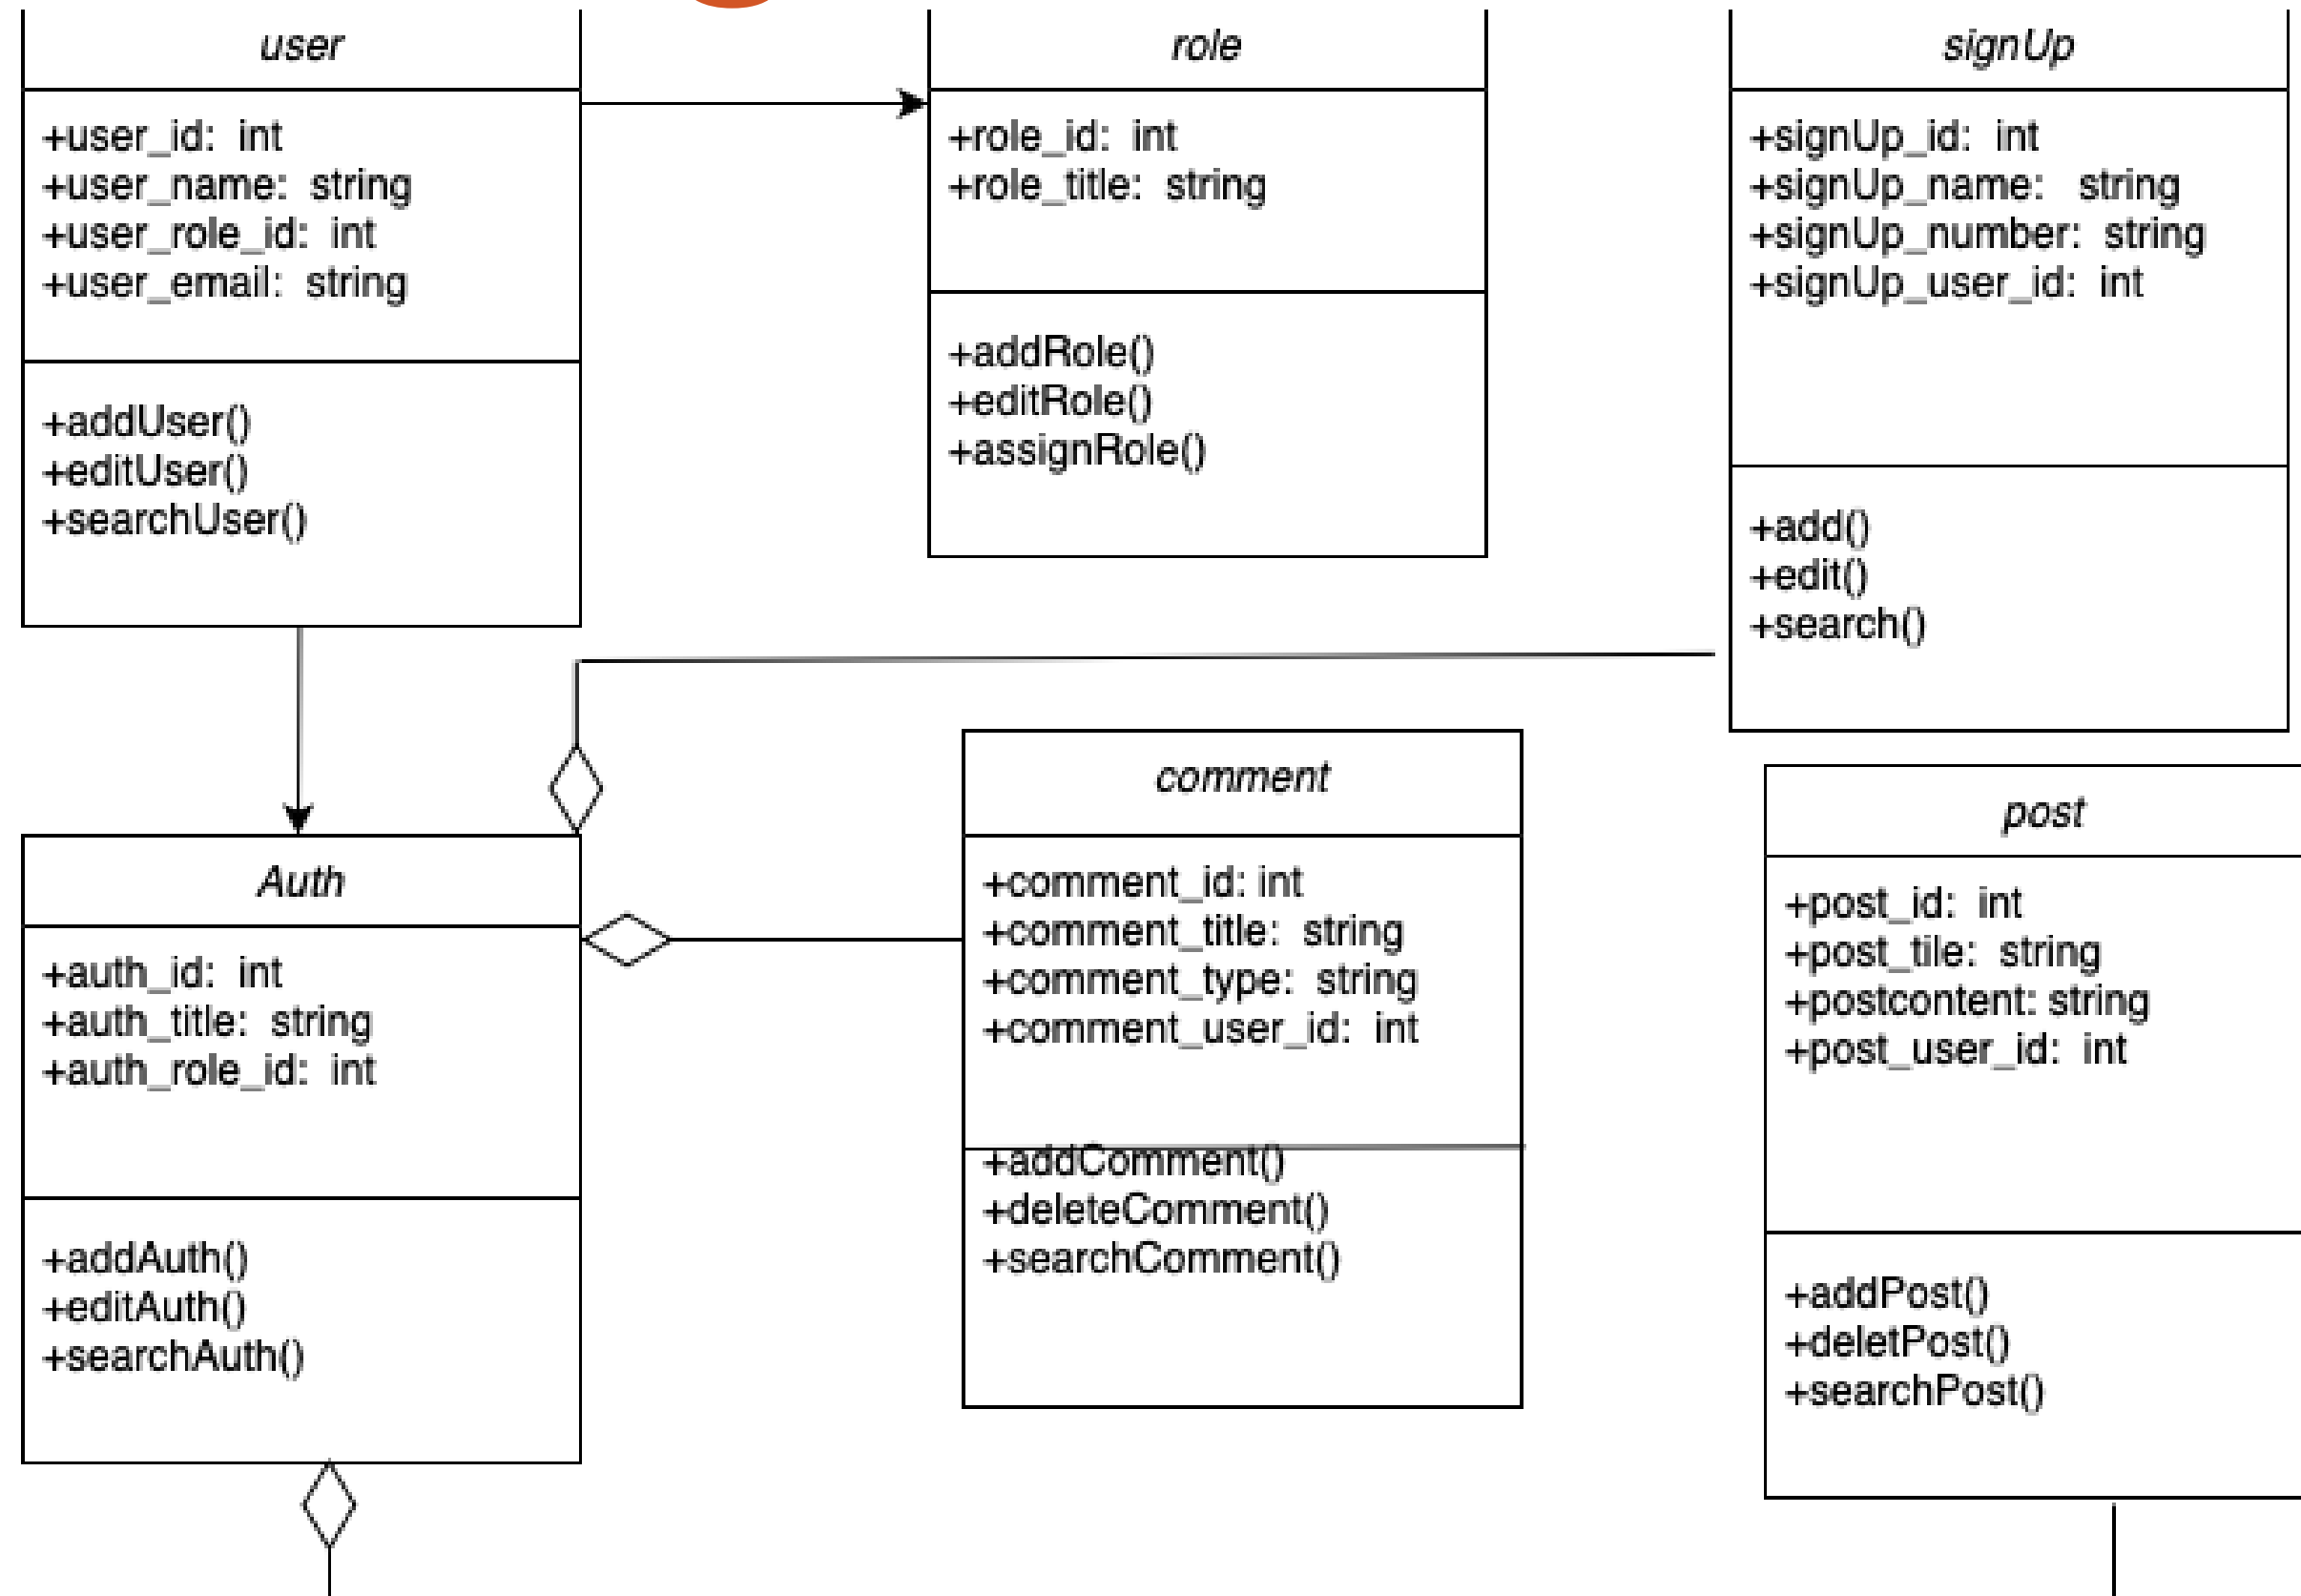 user
+user_id: int
+user_name: string
+user_role_id: int
+user_email: string
+addUser()
+editUser()
+searchUser()
role
+role_id: int
+role_title: string
+addRole()
+editRole()
+assignRole()
signUp
+signUp_id: int
+signUp_name: string
+signUp_number: string
+signUp_user_id: int
+add()
+edit()
+search()
Auth
+auth_id: int
+auth_title: string
+auth_role_id: int
+addAuth()
+editAuth()
+searchAuth()
comment
+comment_id: int
+comment_title: string
+comment_type: string
+comment_user_id: int
+addComment()
+deleteComment()
+searchComment()
post
+post_id: int
+post_tile: string
+postcontent: string
+post_user_id: int
+addPost()
+deletPost()
+searchPost()